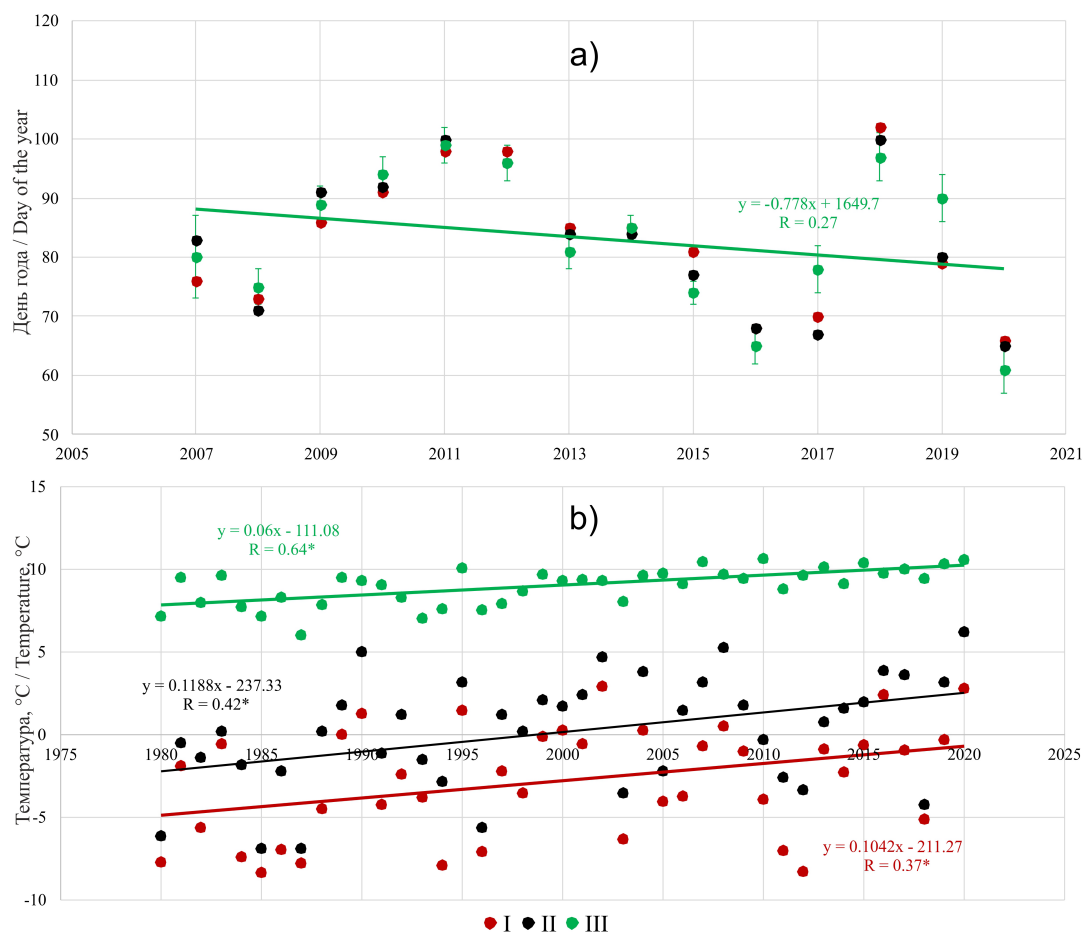 120
a)
110
100
90
80
70
60
50
День года / Day of the year
y = -0.778x + 1649.7
R = 0.27
2005 2007 2009 2011 2013 2015 2017 2019 2021
15
b)
10
5
0
-5
-10
Температура, °C / Temperature, °C
y = 0.06x - 111.08
R = 0.64*
y = 0.1188x - 237.33
R = 0.42*
1975 1980 1985 1990 1995 2000 2005 2010 2015 2020 2025
y = 0.1042x - 211.27
R = 0.37*
I II III